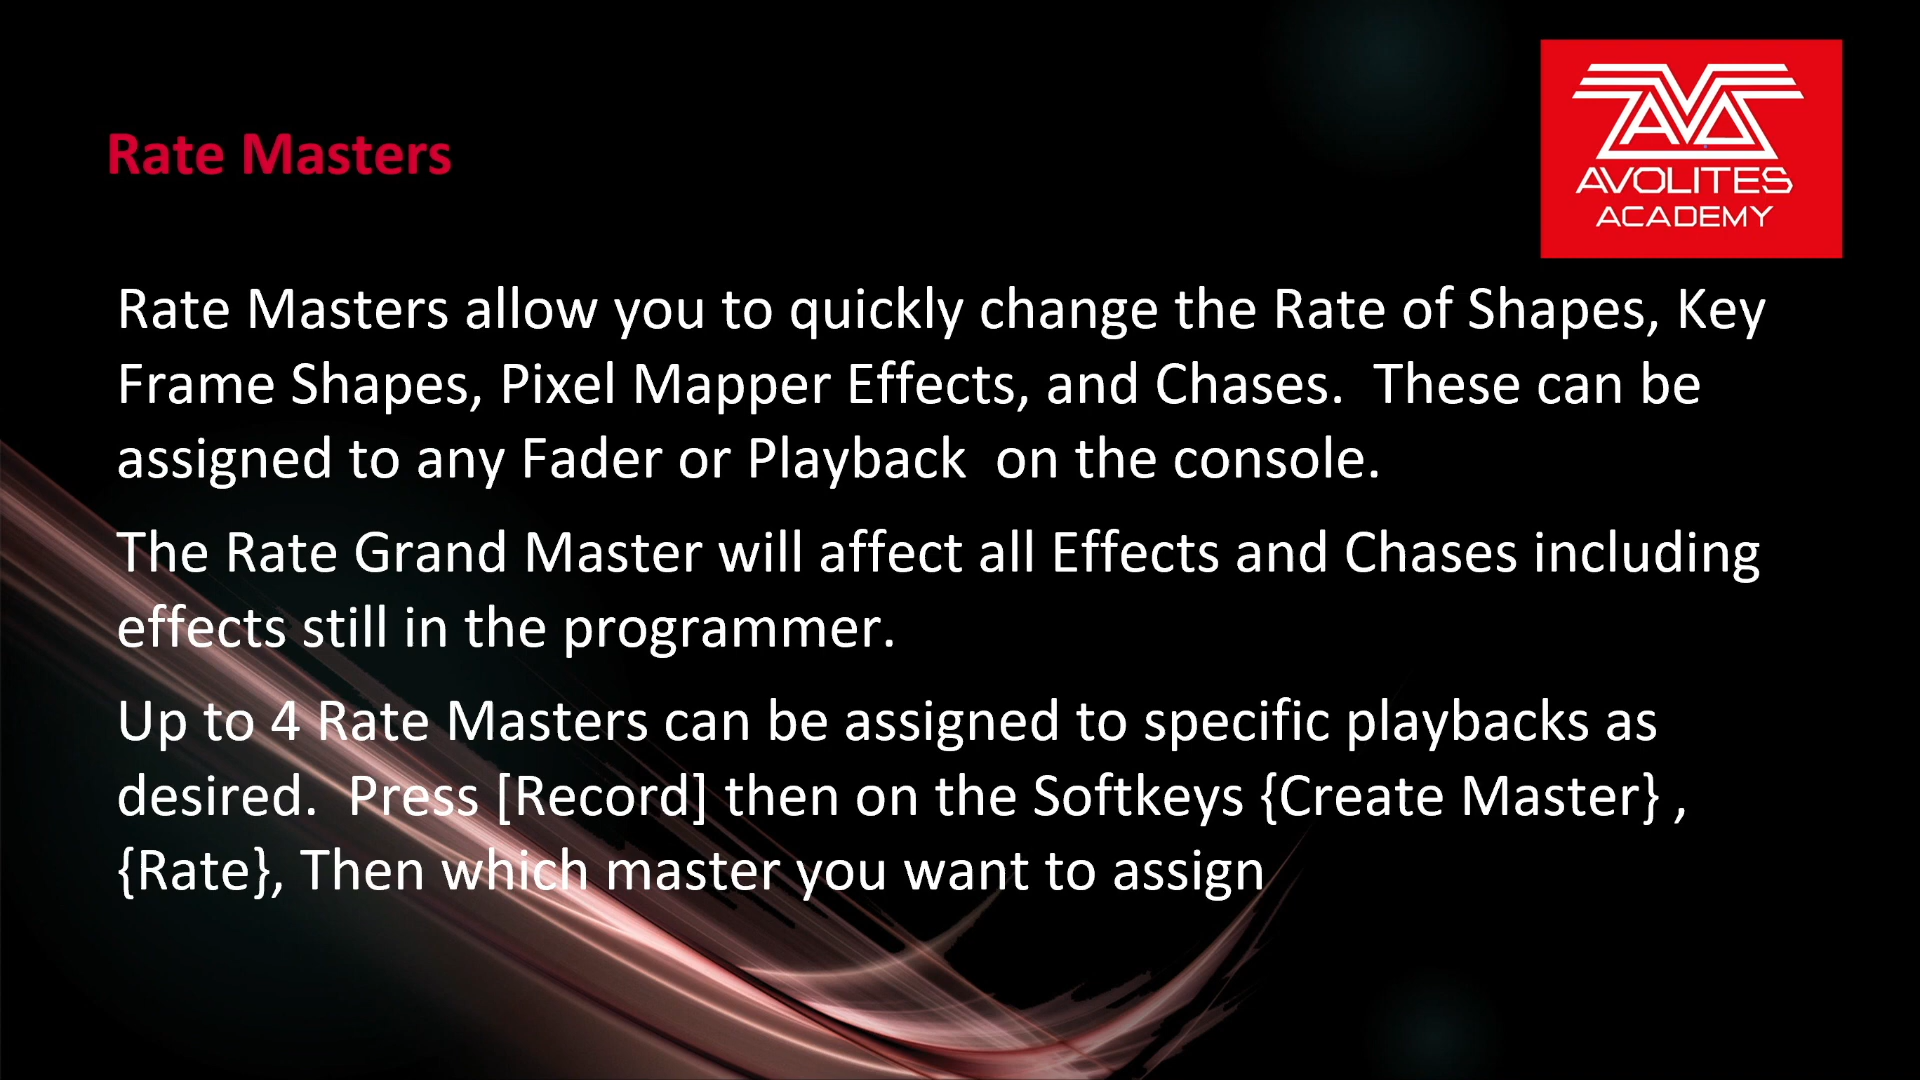 AVOLITES
ACADEMY
Rate Masters
Rate Masters allow you to quickly change the Rate of Shapes, Key
Frame Shapes, Pixel Mapper Effects, and Chases.  These can be
assigned to any Fader or Playback  on the console.
The Rate Grand Master will affect all Effects and Chases including
effects still in the programmer.
Up to 4 Rate Masters can be assigned to specific playbacks as
desired.  Press [Record] then on the Softkeys {Create Master} ,
{Rate}, Then which master you want to assign